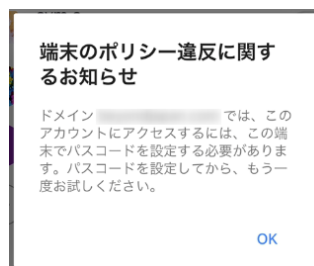 端末のポリシー違反に関す
るお知らせ
ドメイン では、この
アカウントにアクセスするには、この端
末でパスコードを設定する必要がありま
す。パスコードを設定してから、もう一
度お試しください。
OK